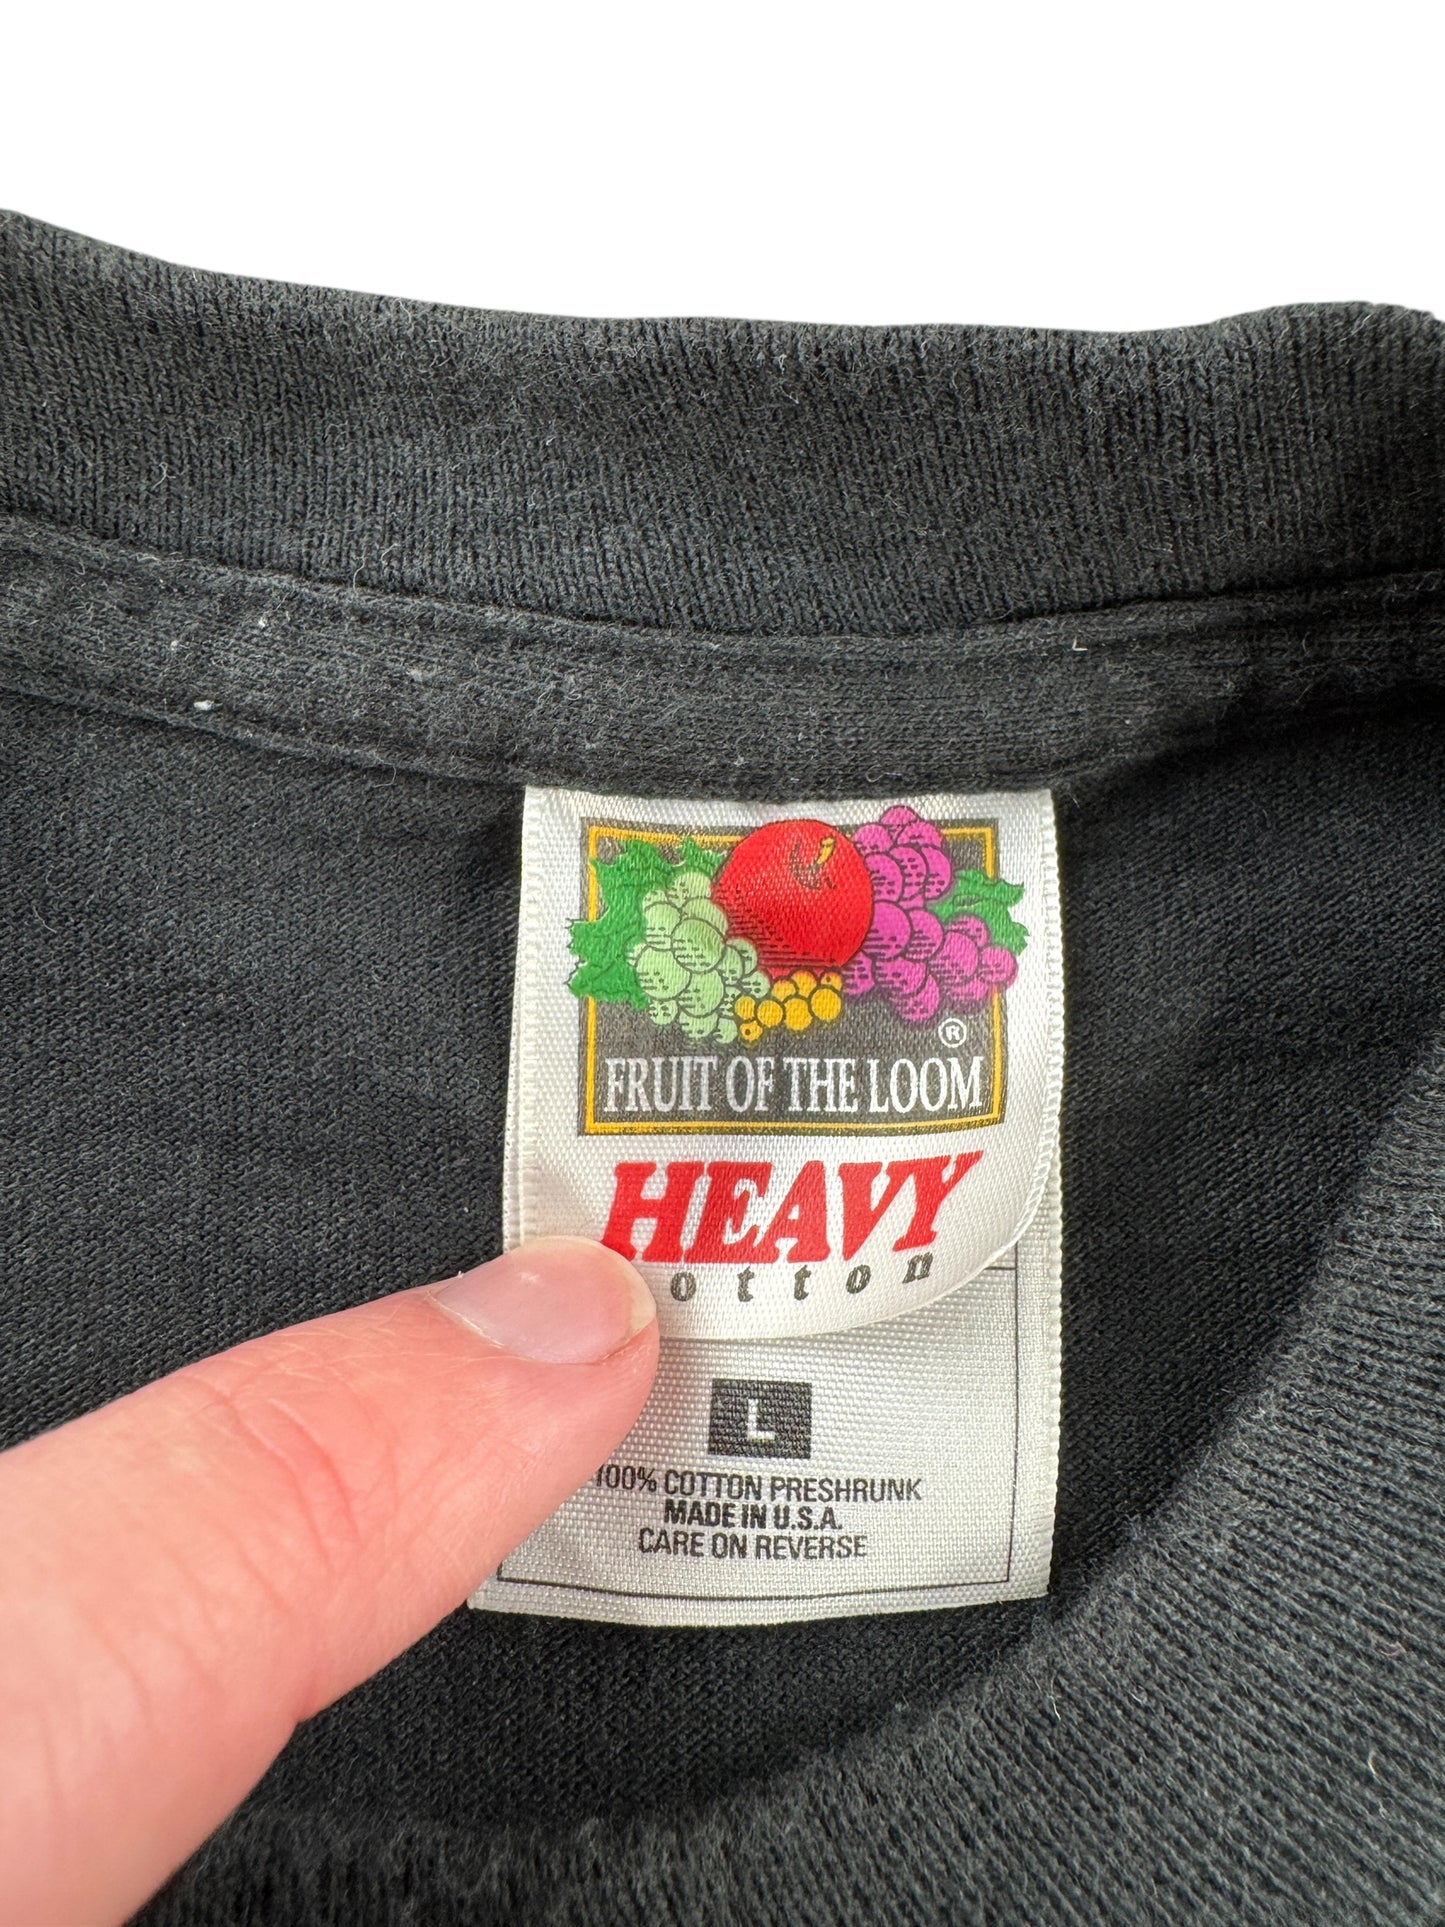 ®
FRUIT OF THE LOOM
HEAVY
otton
L
100% COTTON PRESHRUNK
MADE IN U.S.A.
CARE ON REVERSE